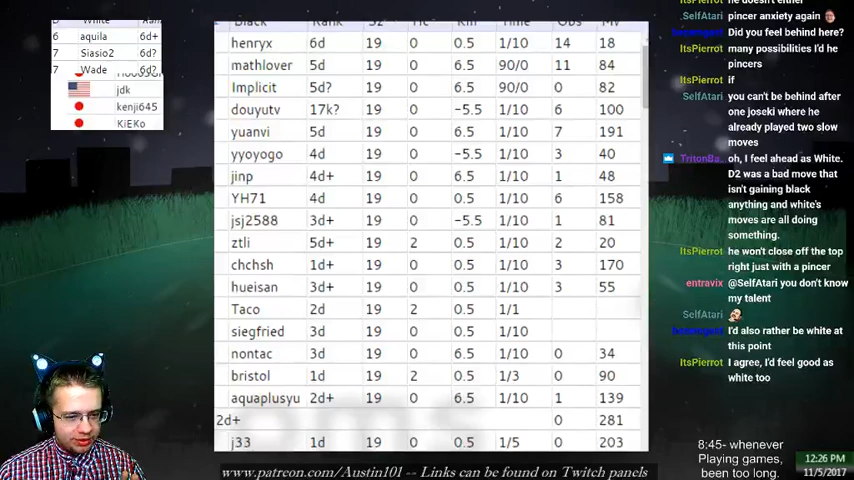 White
6 aquila 6d+
7 Siasio2 6d?
7 Wade 6d?
jdk
kenji645
KiEKo
Black Rank Sz Hc Km Time Obs Mv
henryx 6d 19 0 0.5 1/10 14 18
mathlover 5d 19 0 6.5 90/0 11 84
Implicit 5d? 19 0 6.5 90/0 0 82
douyutv 17k? 19 0 −5.5 1/10 6 100
yuanvi 5d 19 0 6.5 1/10 7 191
yyoyogo 4d 19 0 −5.5 1/10 3 40
jinp 4d+ 19 0 6.5 1/10 1 48
YH71 4d 19 0 0.5 1/10 6 158
jsj2588 3d+ 19 0 −5.5 1/10 1 81
ztli 5d+ 19 2 0.5 1/10 2 20
chchsh 1d+ 19 0 0.5 1/10 3 170
hueisan 3d+ 19 0 0.5 1/10 3 55
Taco 2d 19 2 0.5 1/1
siegfried 3d 19 0 0.5 1/10
nontac 3d 19 0 6.5 1/10 0 34
bristol 1d 19 2 0.5 1/3 0 90
aquaplusyu 2d+ 19 0 6.5 1/10 1 139
2d+ 0 281
j33 1d 19 0 0.5 1/5 0 203
www.patreon.com/Austin101 -- Links can be found on Twitch panels
he doesn't either
_SelfAtari pincer anxiety again
Did you feel behind here?
ItsPierrot many possibilities I'd he
ItsPierrot if
SelfAtari you can't be behind after
one joseki where he
already played two slow
moves
TritonBa.. oh, I feel ahead as White.
D2 was a bad move that
isn't gaining black
anything and white's
moves are all doing
something.
ItsPierrot he won't close off the top
right just with a pincer
entravix @SelfAtari you don't know
my talent
SelfAtari
I'd also rather be white at
this point
ItsPierrot I agree, I'd feel good as
white too
8:45- whenever
Playing games,
been too long.
12:26 PM
11/5/2017